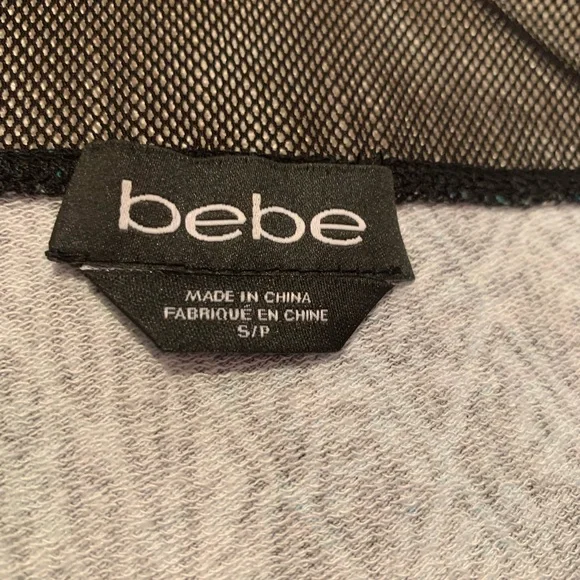 bebe
MADE IN CHINA
FABRIQUÉ EN CHINE
S/P